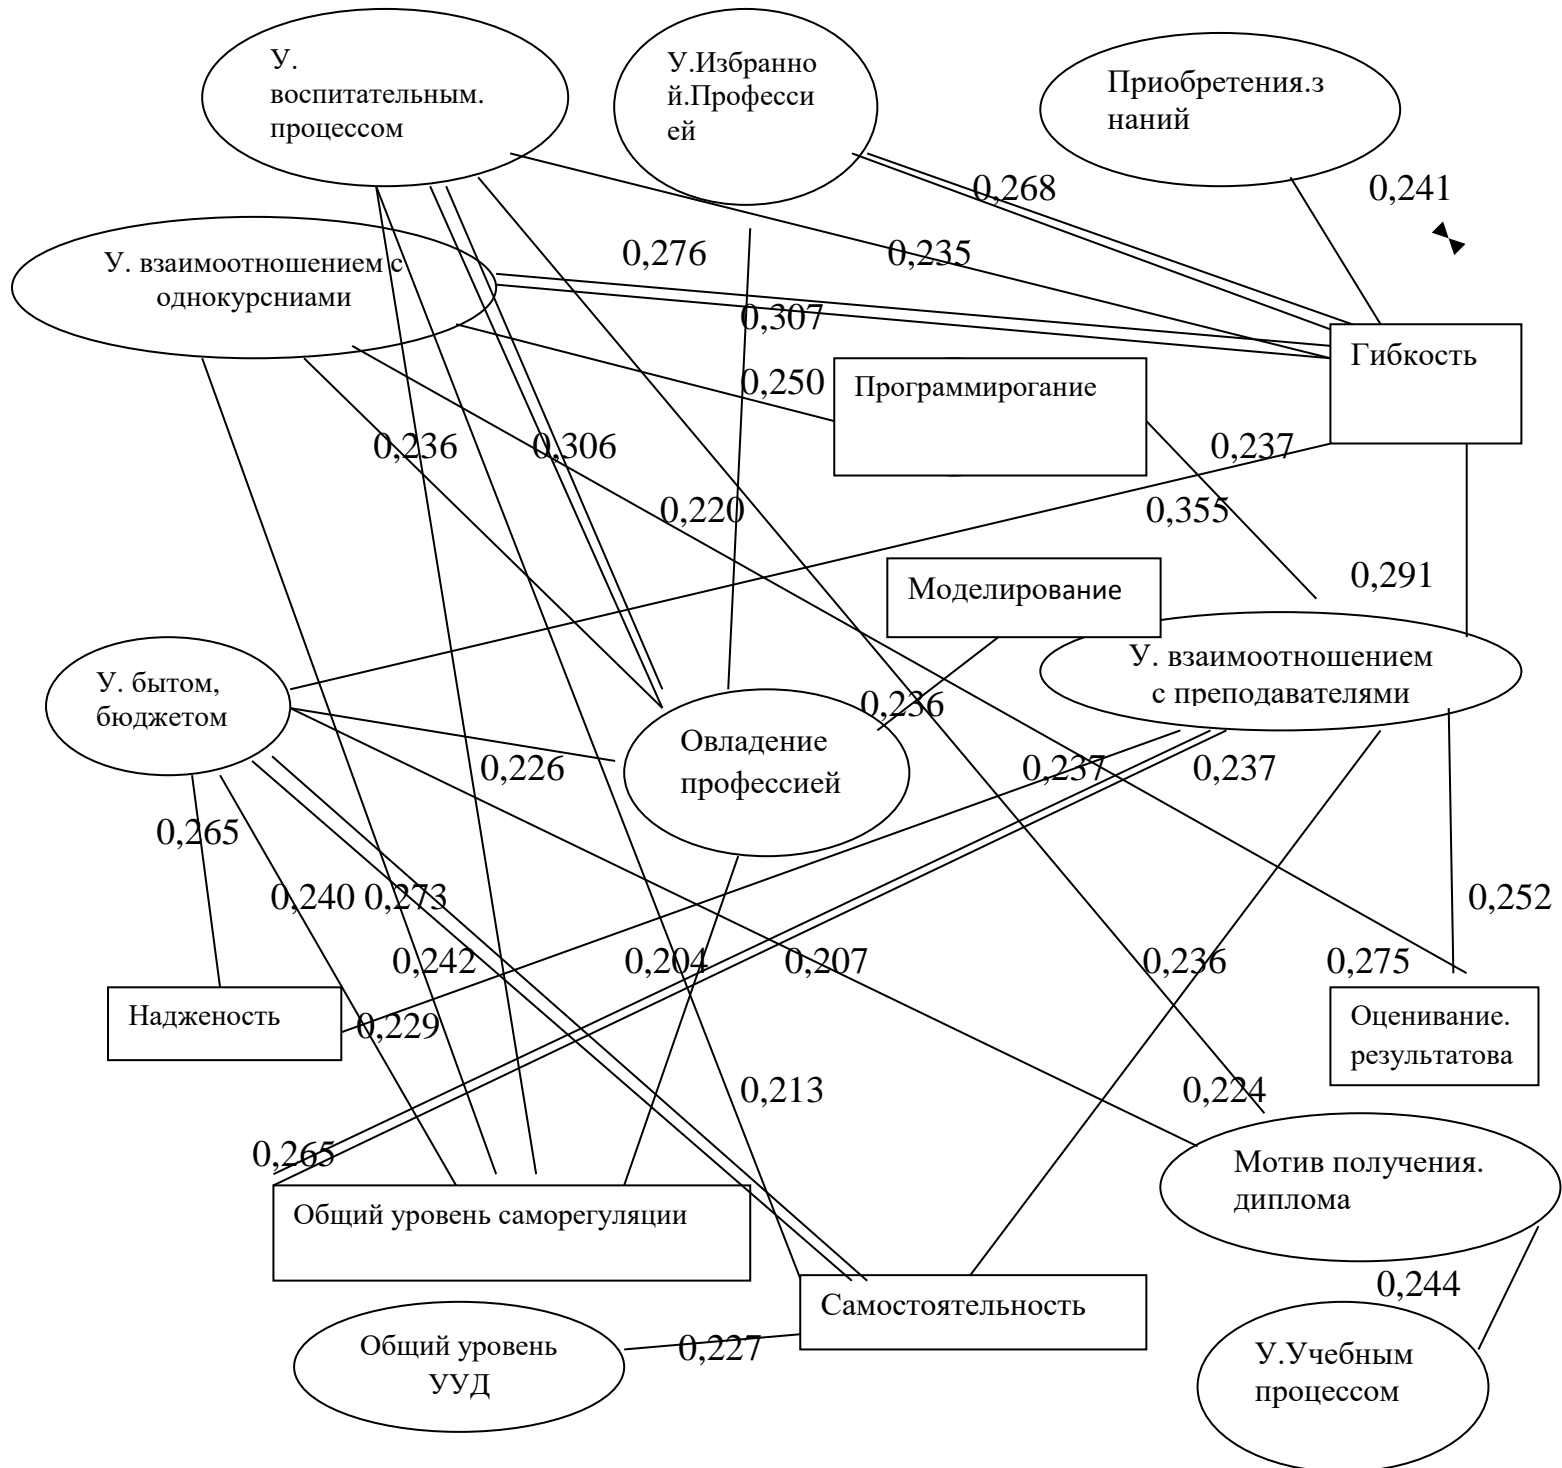 У.
воспитательным.
процессом
У.Избранно
й.Професси
ей
Приобретения.з
наний
0,268
0,241
У. взаимоотношением с
однокурсниами
0,276
0,235
0,307
Гибкость
0,250
Программирогание
0,236
0,306
0,237
0,220
0,355
Моделирование
0,291
У. взаимоотношением
с преподавателями
У. бытом,
бюджетом
0,236
Овладение
профессией
0,226
0,237
0,237
0,265
0,240 0,273
0,252
0,242
0,204
0,207
0,236
0,275
Надженость
0,229
Оценивание.
результатова
0,213
0,224
0,265
Мотив получения.
диплома
Общий уровень саморегуляции
0,244
Самостоятельность
Общий уровень
УУД
0,227
У.Учебным
процессом